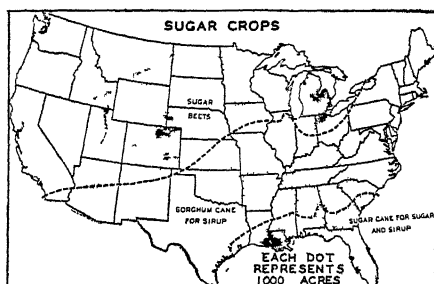 SUGAR CROPS
SUGAR
BEETS
SORGHUM CANE
FOR SIRUP
SUGAR CANE FOR SUGAR
AND SIRUP
EACH DOT
REPRESENTS
1000 ACRES